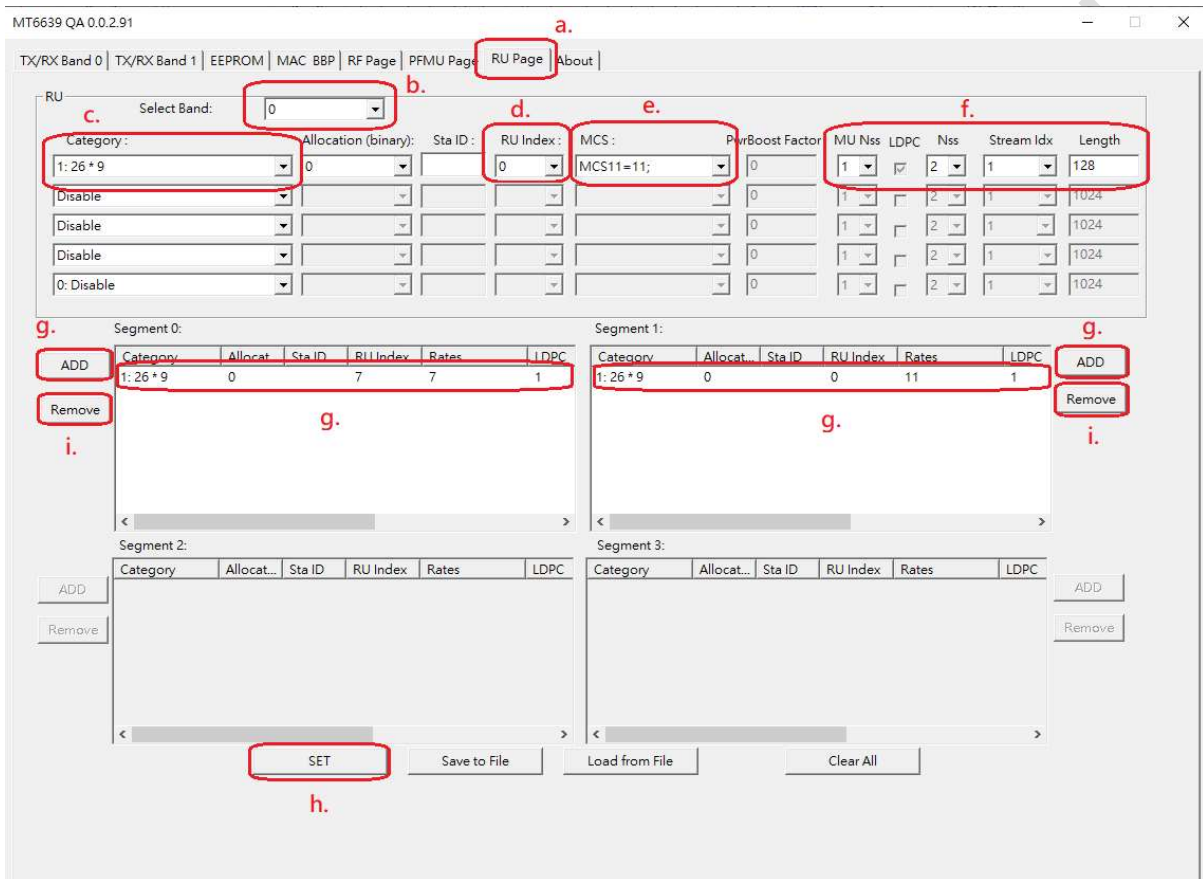 MT6639 QA 0.0.2.91
a.
TX/RX Band 0 TX/RX Band 1 EEPROM MAC BBP RF Page PFMU Page RU Page About
RU
Select Band: 0 b.
c. d. e. f.
Category : Allocation (binary): Sta ID : RU Index : MCS : PwrBoost Factor MU Nss LDPC Nss Stream Idx Length
1: 26 * 9 0 0 MCS11=11; 0 1 2 1 128
Disable 0 1 2 1 1024
Disable 0 1 2 1 1024
Disable 0 1 2 1 1024
0: Disable 0 1 2 1 1024
g. Segment 0: Segment 1: g.
ADD Category Allocat... Sta ID RU Index Rates LDPC Category Allocat... Sta ID RU Index Rates LDPC ADD
1: 26 * 9 0 7 7 1 1: 26 * 9 0 0 11 1
Remove g. g. Remove
i. i.
Segment 2: Segment 3:
Category Allocat... Sta ID RU Index Rates LDPC Category Allocat... Sta ID RU Index Rates LDPC
ADD ADD
Remove Remove
SET Save to File Load from File Clear All
h.